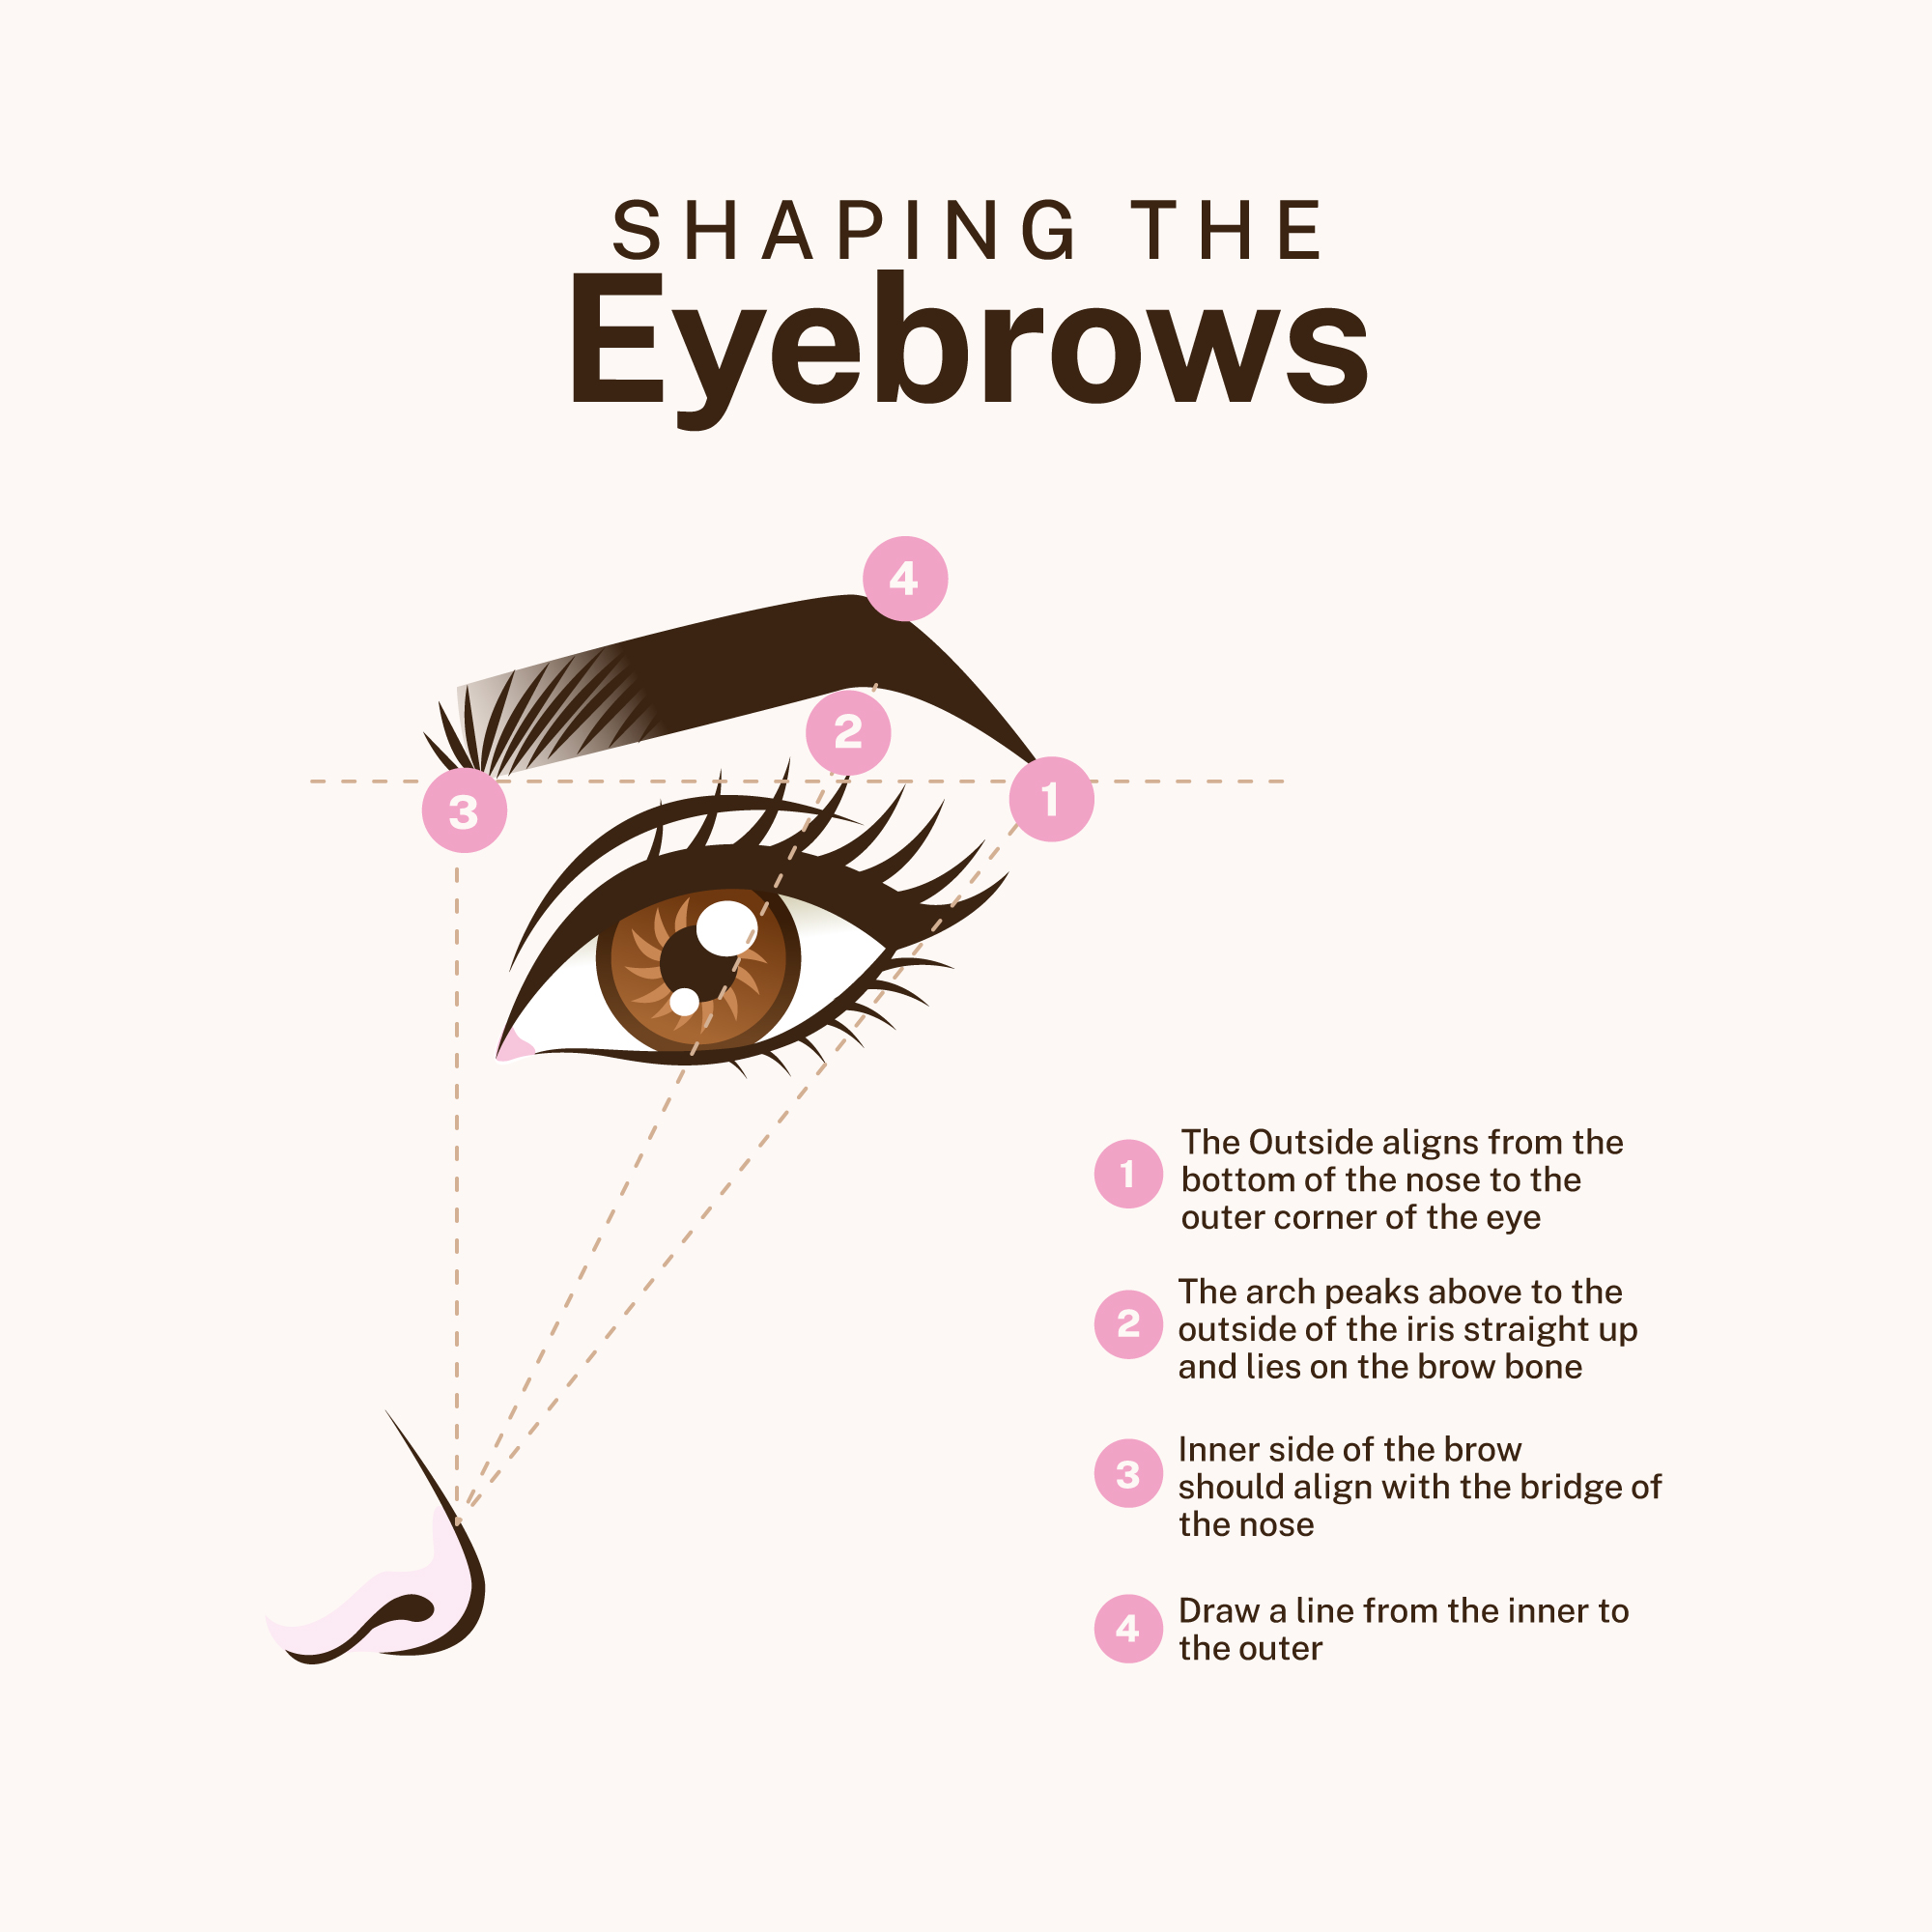 SHAPING THE
Eyebrows
4
2
3
1
1
The Outside aligns from the
bottom of the nose to the
outer corner of the eye
2
The arch peaks above to the
outside of the iris straight up
and lies on the brow bone
3
Inner side of the brow
should align with the bridge of
the nose
4
Draw a line from the inner to
the outer